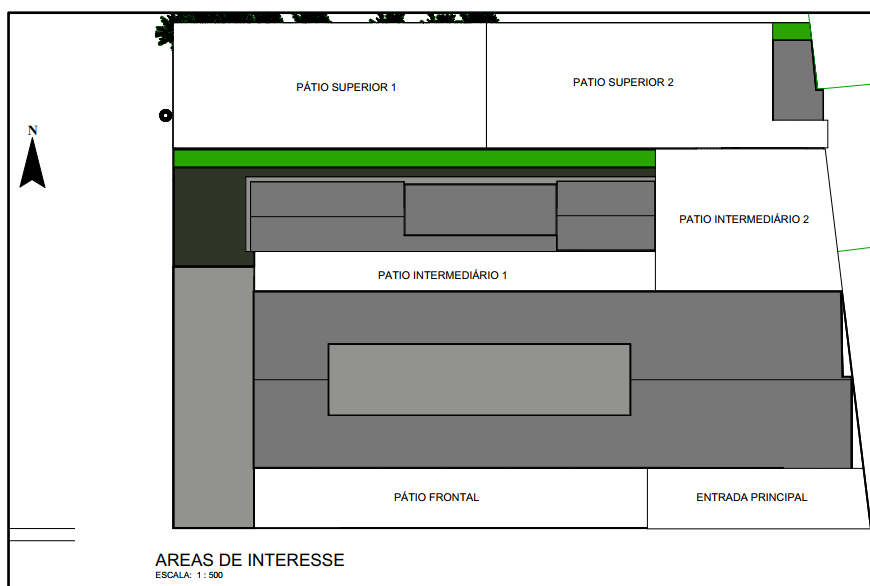 PÁTIO SUPERIOR 1
PATIO SUPERIOR 2
N
PATIO INTERMEDIÁRIO 2
PATIO INTERMEDIÁRIO 1
PÁTIO FRONTAL
ENTRADA PRINCIPAL
AREAS DE INTERESSE
ESCALA: 1 : 500